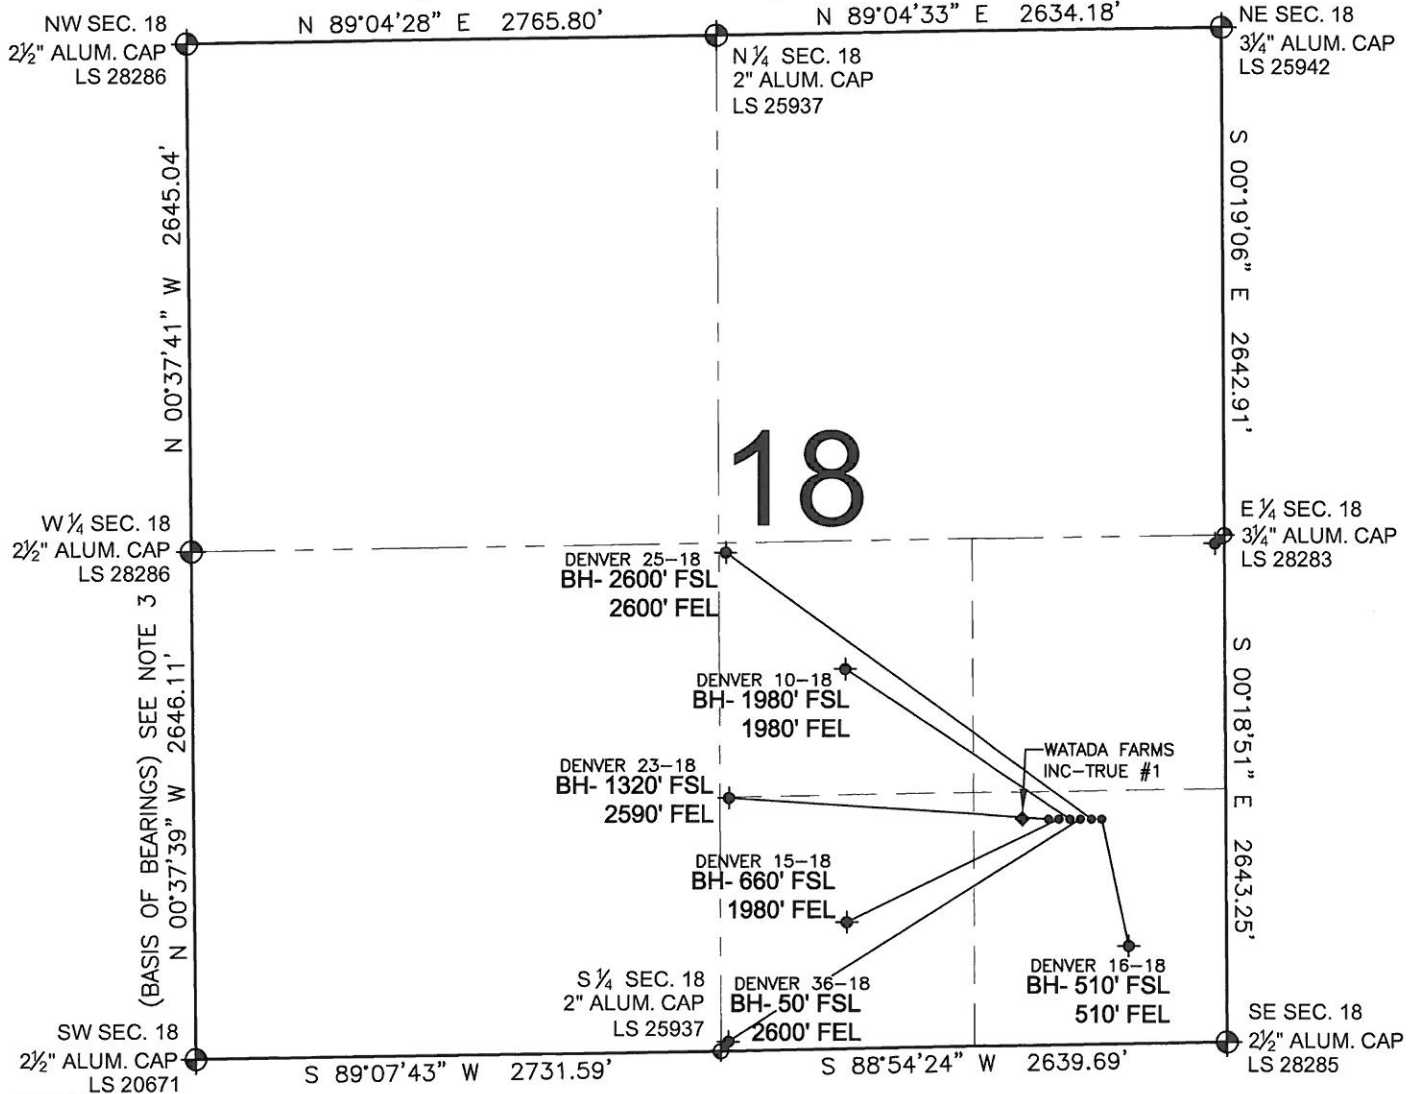 NW SEC. 18
2½" ALUM. CAP
LS 28286
N 89°04'28" E 2765.80'
N 89°04'33" E 2634.18'
NE SEC. 18
3¼" ALUM. CAP
LS 25942
N ¼ SEC. 18
2" ALUM. CAP
LS 25937
N 00°37'41" W 2645.04'
S 00°19'06" E 2642.91'
18
W ¼ SEC. 18
2½" ALUM. CAP
LS 28286
E ¼ SEC. 18
3¼" ALUM. CAP
LS 28283
DENVER 25-18
BH- 2600' FSL
2600' FEL
DENVER 10-18
BH- 1980' FSL
1980' FEL
WATADA FARMS
INC-TRUE #1
DENVER 23-18
BH- 1320' FSL
2590' FEL
(BASIS OF BEARINGS) SEE NOTE 3
N 00°37'39" W 2646.11'
S 00°18'51" E 2643.25'
DENVER 15-18
BH- 660' FSL
1980' FEL
DENVER 16-18
BH- 510' FSL
510' FEL
S ¼ SEC. 18
2" ALUM. CAP
LS 25937
DENVER 36-18
BH- 50' FSL
2600' FEL
SW SEC. 18
2½" ALUM. CAP
LS 20671
S 89°07'43" W 2731.59'
S 88°54'24" W 2639.69'
SE SEC. 18
2½" ALUM. CAP
LS 28285